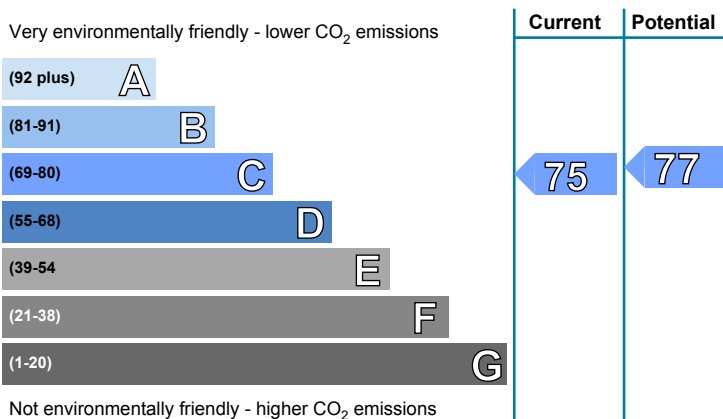 Very environmentally friendly - lower CO2 emissions
Current
Potential
(92 plus) A
(81-91) B
(69-80) C
75
77
(55-68) D
(39-54 E
(21-38) F
(1-20) G
Not environmentally friendly - higher CO2 emissions